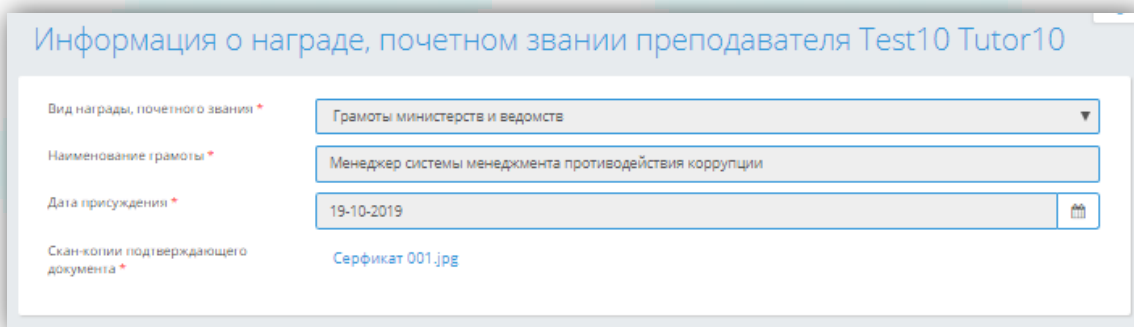 Информация о награде, почетном звании преподавателя Test10 Tutor10
Вид награды, почетного звания *
Грамоты министерств и ведомств
Наименование грамоты *
Менеджер системы менеджмента противодействия коррупции
Дата присуждения *
19-10-2019
Скан-копии подтверждающего
документа *
Серфикат 001.jpg